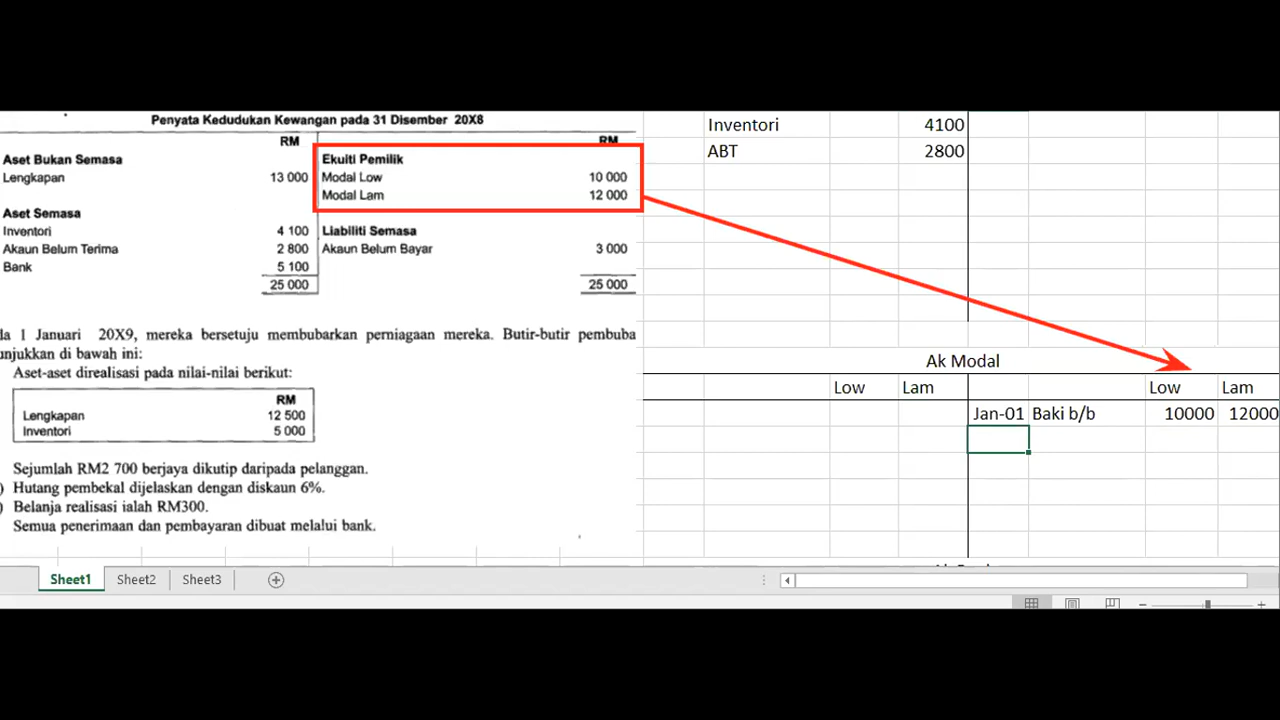 Penyata Kedudukan Kewangan pada 31 Disember 20X8
RM RM
Aset Bukan Semasa Ekuiti Pemilik
Lengkapan 13 000 Modal Low 10 000
Modal Lam 12 000
Aset Semasa
Inventori 4 100 Liabiliti Semasa
Akaun Belum Terima 2 800 Akaun Belum Bayar 3 000
Bank 5 100
25 000 25 000
1 Januari 20X9, mereka bersetuju membubarkan perniagaan mereka. Butir-butir pembuba
unjukkan di bawah ini:
Aset-aset direalisasi pada nilai-nilai berikut:
RM
Lengkapan 12 500
Inventori 5 000
Sejumlah RM2 700 berjaya dikutip daripada pelanggan.
) Hutang pembekal dijelaskan dengan diskaun 6%.
) Belanja realisasi ialah RM300.
Semua penerimaan dan pembayaran dibuat melalui bank.
Inventori 4100
ABT 2800
Ak Modal
Low Lam Low Lam
Jan-01 Baki b/b 10000 12000
Sheet1 Sheet2 Sheet3